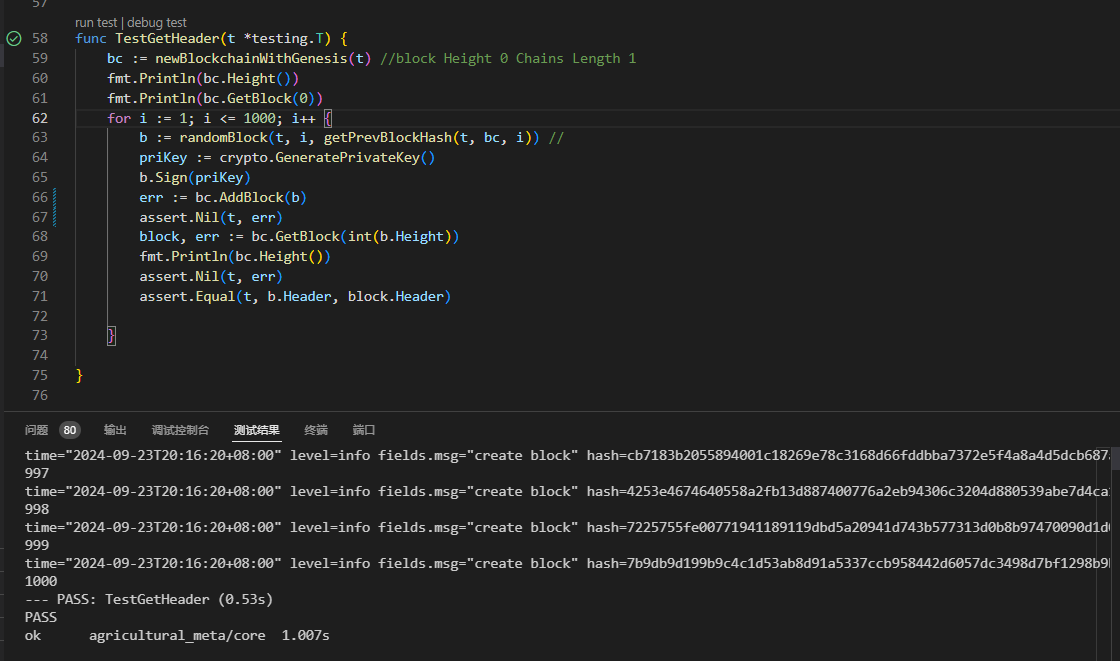 57
run test | debug test
58 func TestGetHeader(t *testing.T) {
59 bc := newBlockchainWithGenesis(t) //block Height 0 Chains Length 1
60 fmt.Println(bc.Height())
61 fmt.Println(bc.GetBlock(0))
62 for i := 1; i <= 1000; i++ {
63 b := randomBlock(t, i, getPrevBlockHash(t, bc, i)) //
64 priKey := crypto.GeneratePrivateKey()
65 b.Sign(priKey)
66 err := bc.AddBlock(b)
67 assert.Nil(t, err)
68 block, err := bc.GetBlock(int(b.Height))
69 fmt.Println(bc.Height())
70 assert.Nil(t, err)
71 assert.Equal(t, b.Header, block.Header)
72
73 }
74
75 }
76
问题 80 输出 调试控制台 测试结果 终端 端口
time="2024-09-23T20:16:20+08:00" level=info fields.msg="create block" hash=cb7183b2055894001c18269e78c3168d66fddbba7372e5f4a8a4d5dcb687
997
time="2024-09-23T20:16:20+08:00" level=info fields.msg="create block" hash=4253e4674640558a2fb13d887400776a2eb94306c3204d880539abe7d4ca
998
time="2024-09-23T20:16:20+08:00" level=info fields.msg="create block" hash=7225755fe00771941189119dbd5a20941d743b577313d0b8b97470090d1d
999
time="2024-09-23T20:16:20+08:00" level=info fields.msg="create block" hash=7b9db9d199b9c4c1d53ab8d91a5337ccb958442d6057dc3498d7bf1298b9
1000
--- PASS: TestGetHeader (0.53s)
PASS
ok agricultural_meta/core 1.007s